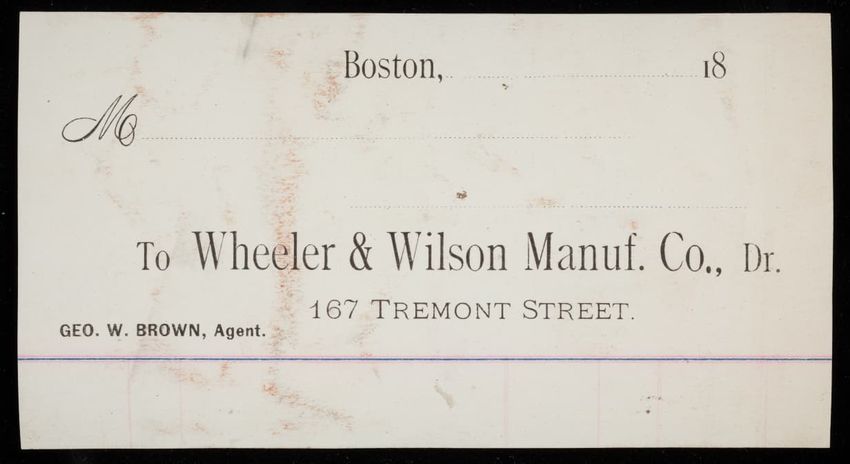 Boston, 18
M
To Wheeler & Wilson Manuf. Co., Dr.
167 TREMONT STREET.
GEO. W. BROWN, Agent.